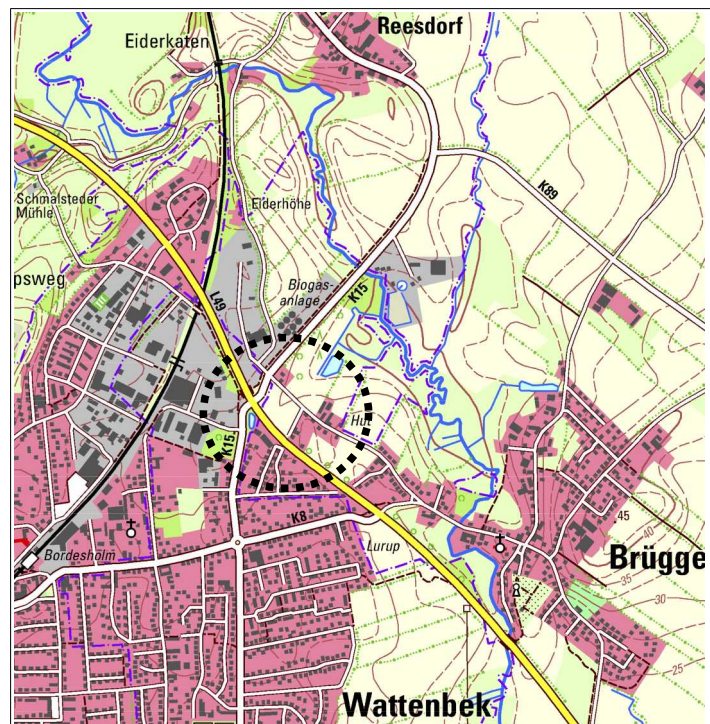 Reesdorf
Eiderkaten
K89
Schmalsteder
Mühle
Eiderhöhe
psweg
Biogas-
anlage
K15
L49
Hut
K15
K8
45
40
35
30
25
Bordesholm
Lurup
Brügge
Wattenbek